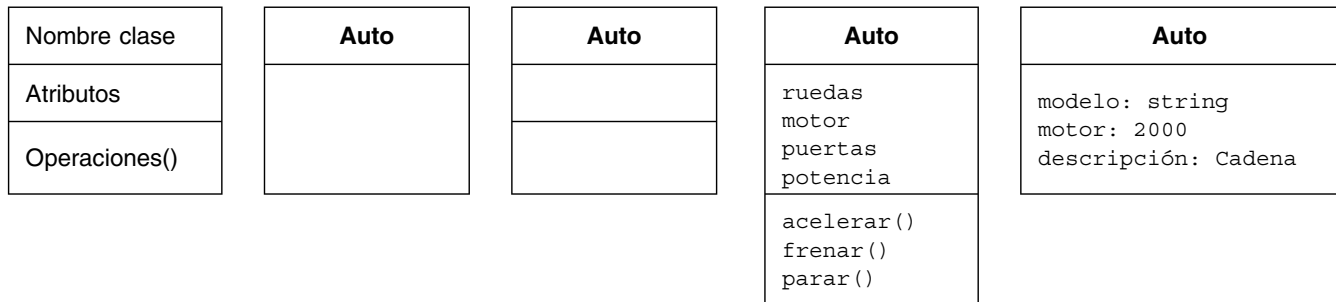 Nombre clase
Atributos
Operaciones()
Auto
Auto
Auto
ruedas
motor
puertas
potencia
acelerar()
frenar()
parar()
Auto
modelo: string
motor: 2000
descripción: Cadena